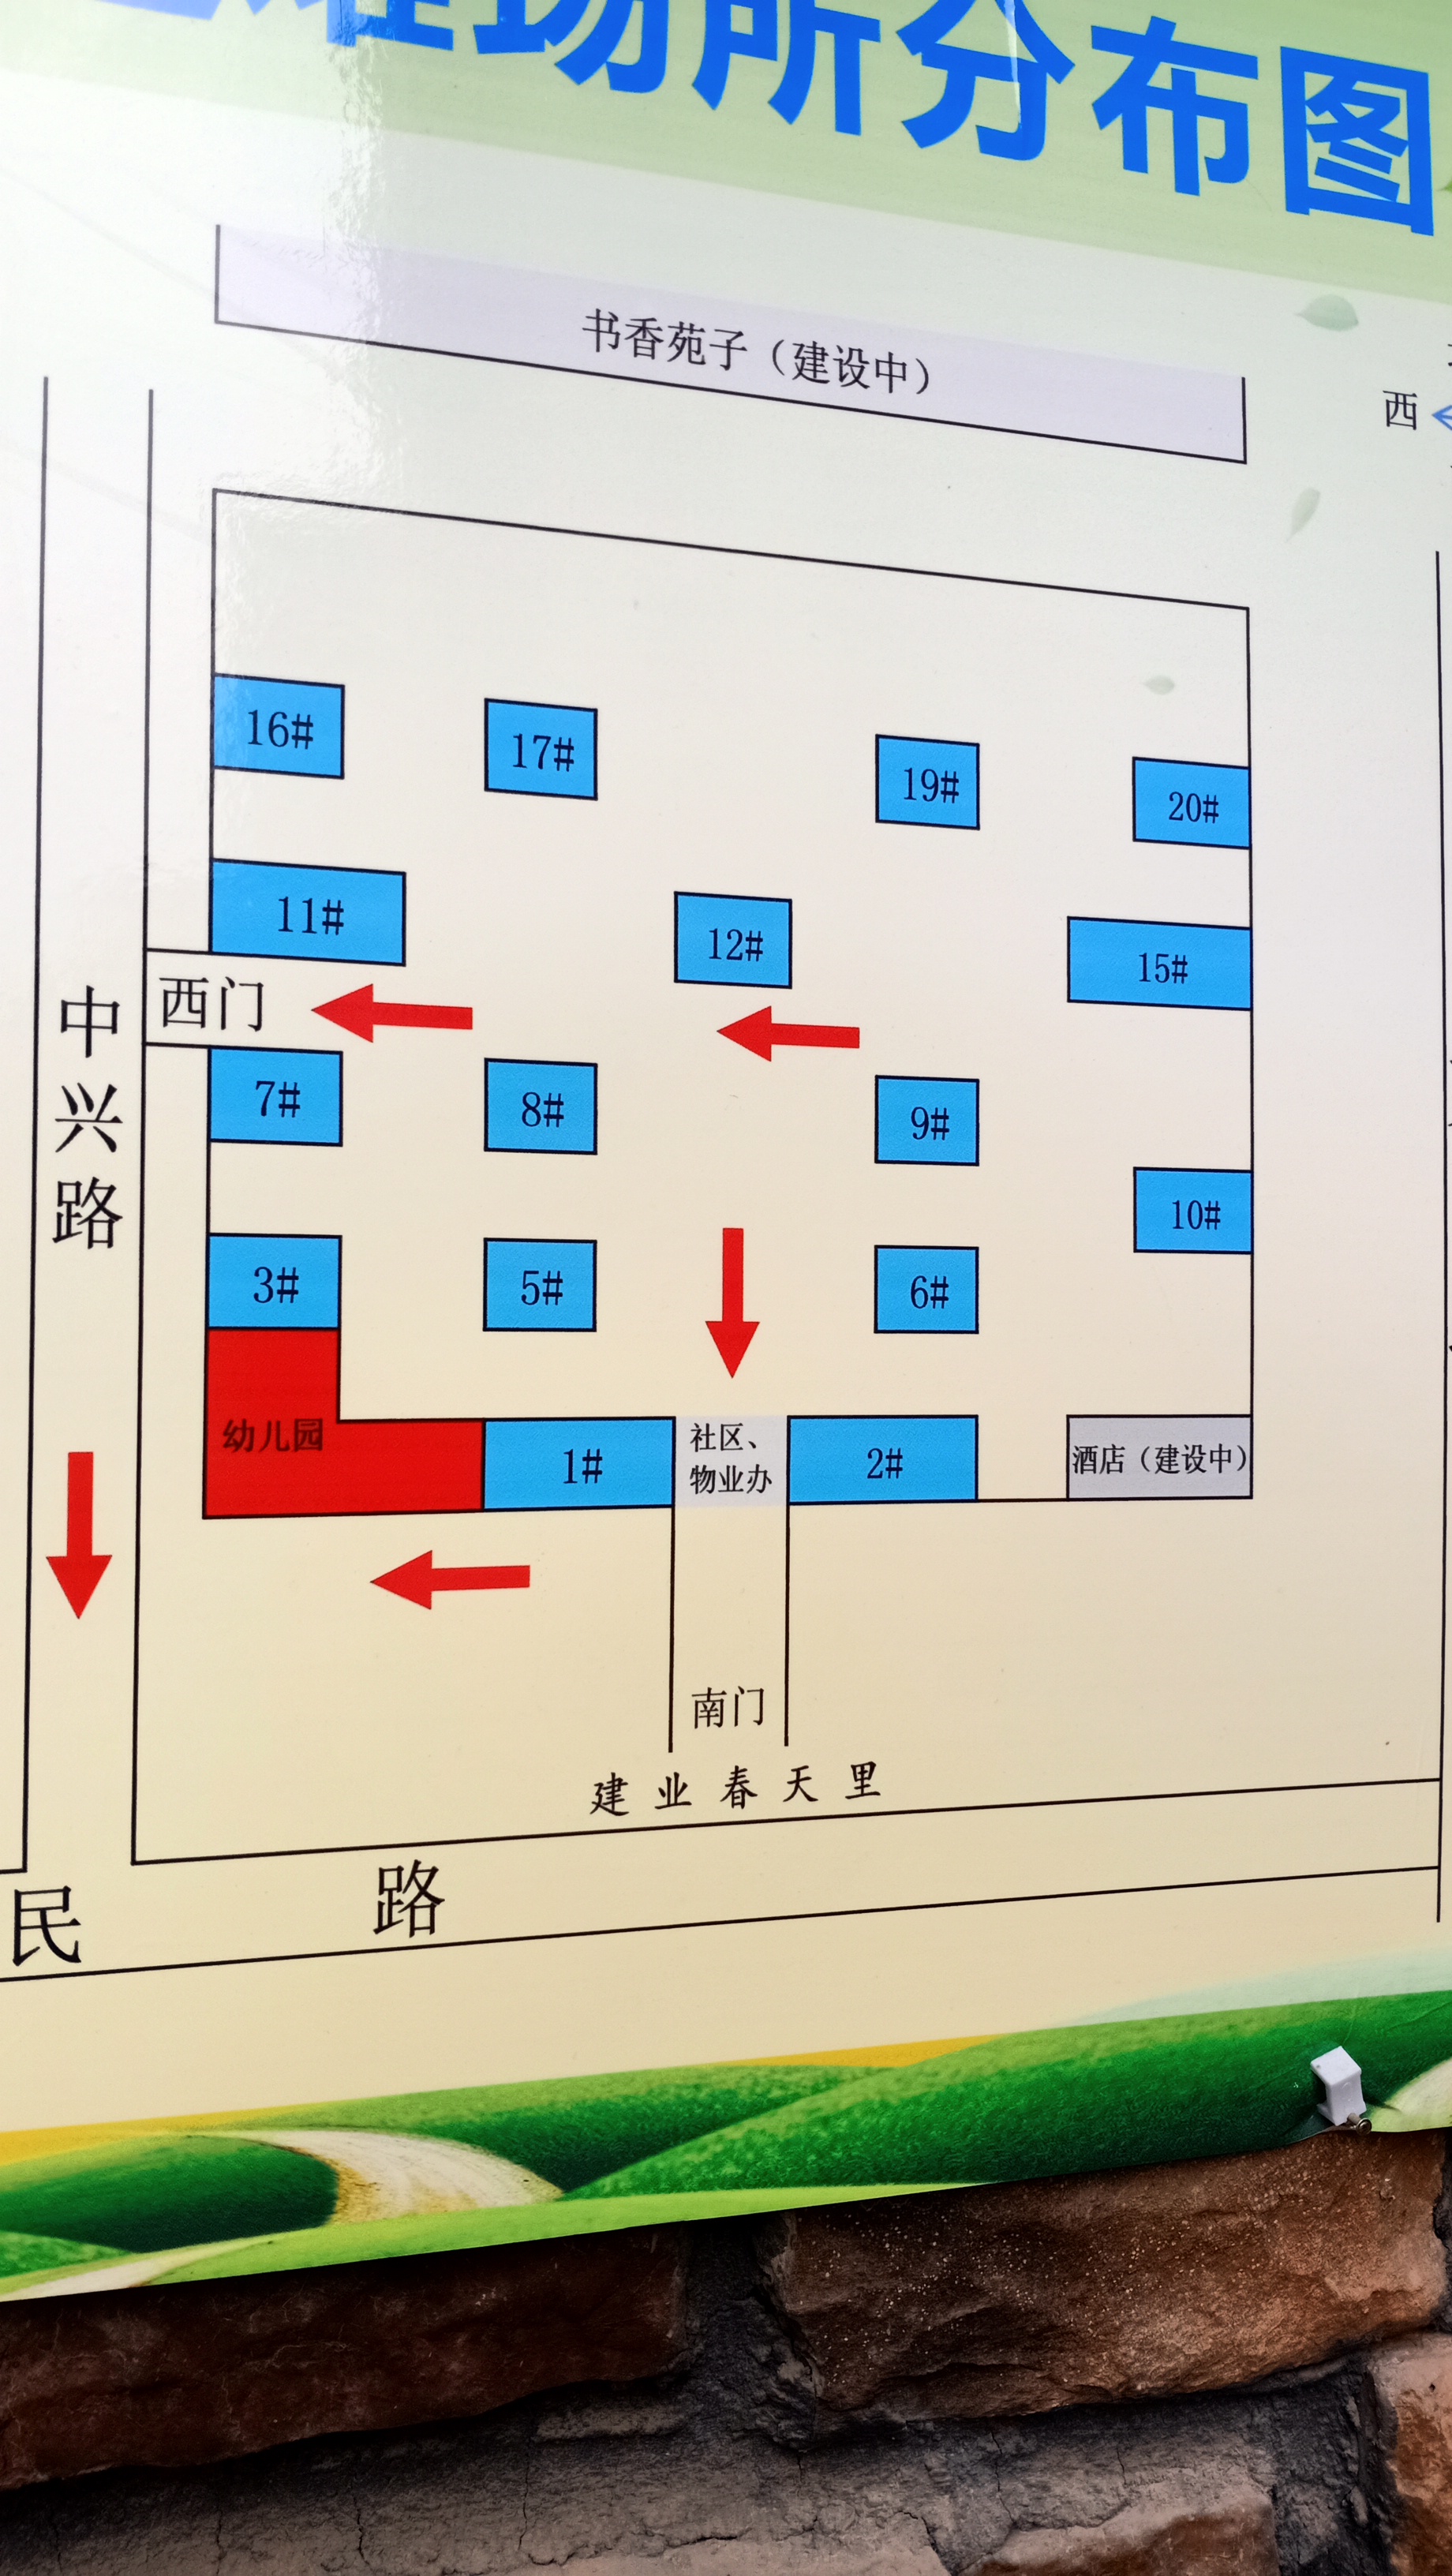 难场所分布图
书香苑子（建设中）
西
16#
17#
19#
20#
11#
12#
15#
西门
中兴路
7#
8#
9#
10#
3#
5#
6#
幼儿园
1#
社区、
物业办
2#
酒店（建设中）
南门
建业春天里
民 路